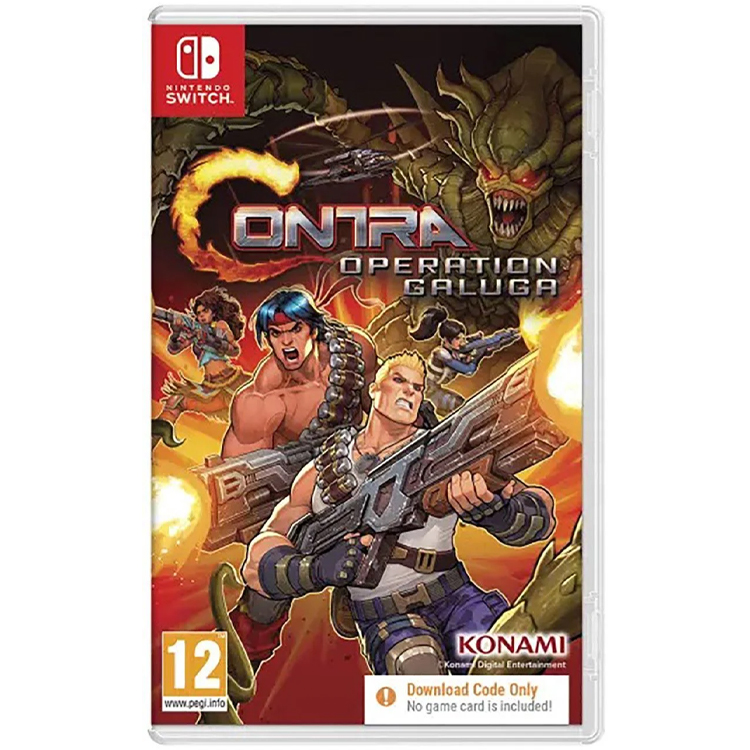 NINTENDO
SWITCH™
CONTRA
OPERATION
GALUGA
B
B
KONAMI
Konami Digital Entertainment
12
www.pegi.info
! Download Code Only
No game card is included!